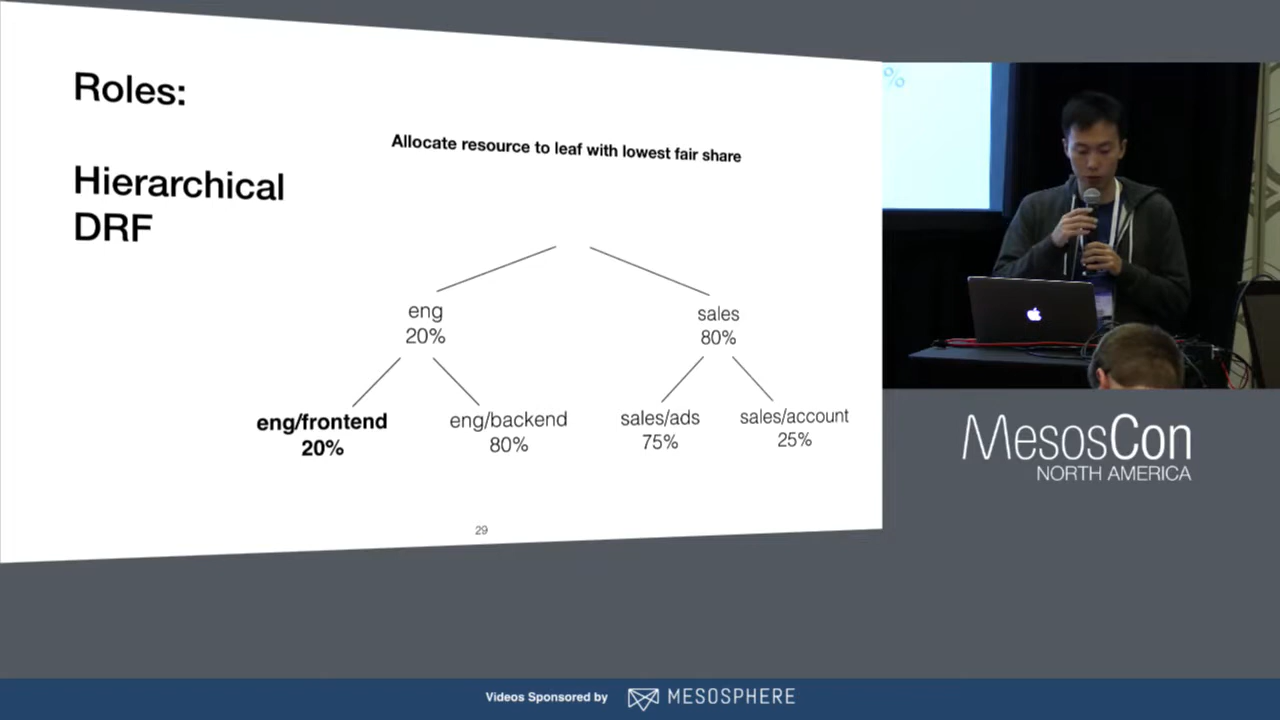 Roles:
Hierarchical
DRF
Allocate resource to leaf with lowest fair share
eng
20%
sales
80%
eng/frontend
20%
eng/backend
80%
sales/ads
75%
sales/account
25%
29
%
MesosCon
NORTH AMERICA
Videos Sponsored by
MESOSPHERE